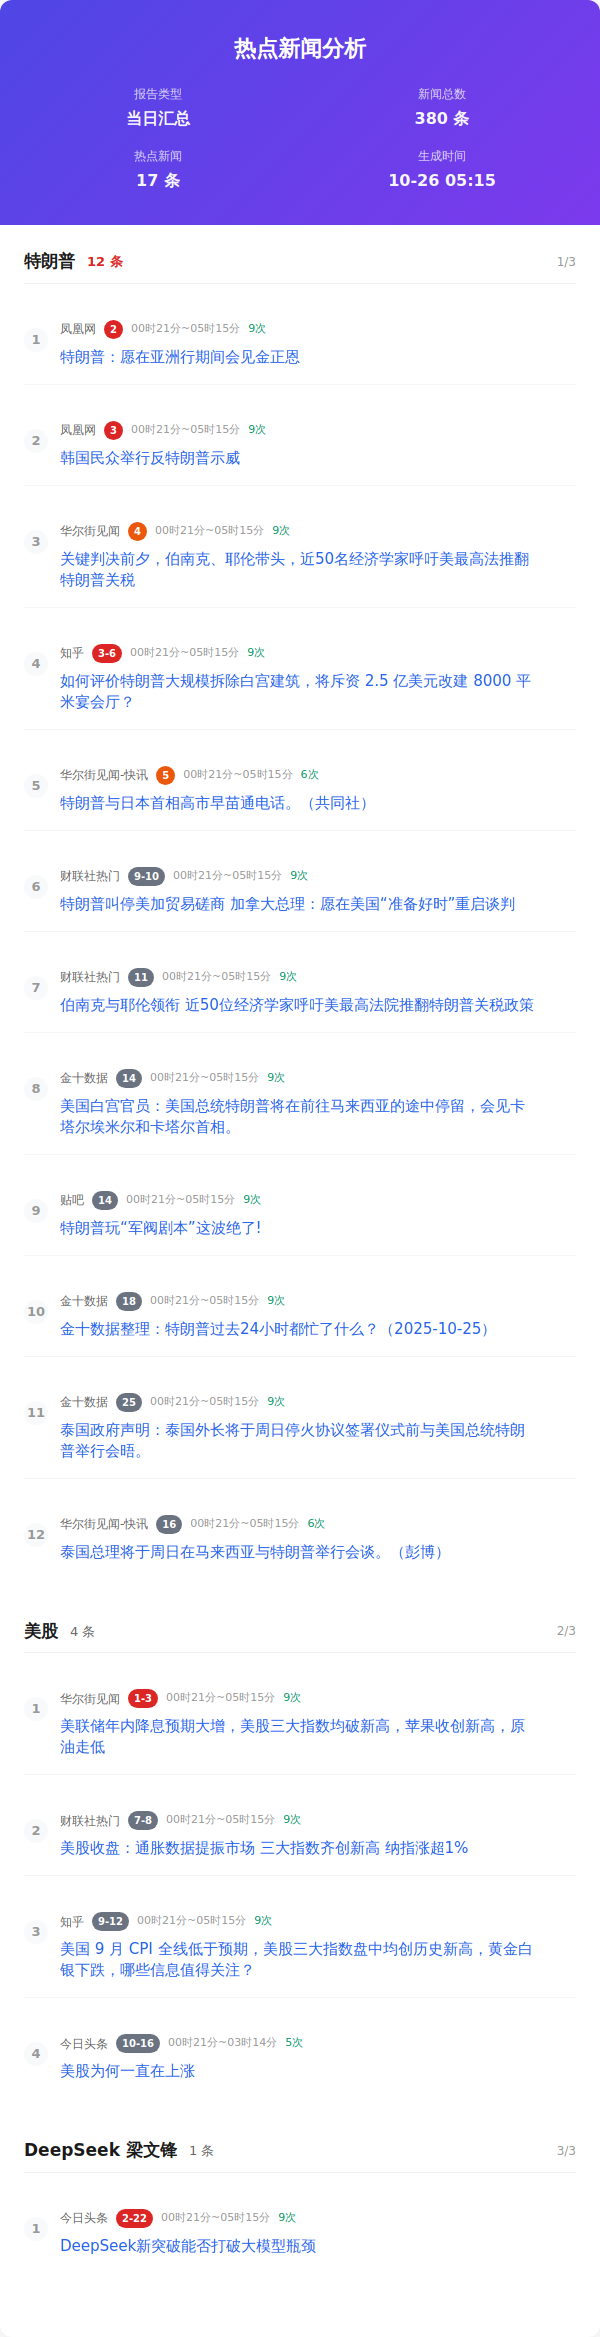 热点新闻分析
报告类型
新闻总数
当日汇总
380 条
热点新闻
生成时间
17 条
10-26 05:15
特朗普 12 条 1/3
1
凤凰网 2 00时21分~05时15分 9次
特朗普：愿在亚洲行期间会见金正恩
2
凤凰网 3 00时21分~05时15分 9次
韩国民众举行反特朗普示威
3
华尔街见闻 4 00时21分~05时15分 9次
关键判决前夕，伯南克、耶伦带头，近50名经济学家呼吁美最高法推翻
特朗普关税
4
知乎 3-6 00时21分~05时15分 9次
如何评价特朗普大规模拆除白宫建筑，将斥资 2.5 亿美元改建 8000 平
米宴会厅？
5
华尔街见闻-快讯 5 00时21分~05时15分 6次
特朗普与日本首相高市早苗通电话。（共同社）
6
财联社热门 9-10 00时21分~05时15分 9次
特朗普叫停美加贸易磋商 加拿大总理：愿在美国“准备好时”重启谈判
7
财联社热门 11 00时21分~05时15分 9次
伯南克与耶伦领衔 近50位经济学家呼吁美国最高法院推翻特朗普关税政策
8
金十数据 14 00时21分~05时15分 9次
美国白宫官员：美国总统特朗普将在前往马来西亚的途中停留，会见卡
塔尔埃米尔和卡塔尔首相。
9
贴吧 14 00时21分~05时15分 9次
特朗普玩“军阀剧本”这波绝了!
10
金十数据 18 00时21分~05时15分 9次
金十数据整理：特朗普过去24小时都忙了什么？（2025-10-25）
11
金十数据 25 00时21分~05时15分 9次
泰国政府声明：泰国外长将于周日停火协议签署仪式前与美国总统特朗
普举行会晤。
12
华尔街见闻-快讯 16 00时21分~05时15分 6次
泰国总理将于周日在马来西亚与特朗普举行会谈。（彭博）
美股 4 条 2/3
1
华尔街见闻 1-3 00时21分~05时15分 9次
美联储年内降息预期大增，美股三大指数均破新高，苹果收创新高，原
油走低
2
财联社热门 7-8 00时21分~05时15分 9次
美股收盘：通胀数据提振市场 三大指数齐创新高 纳指涨超1%
3
知乎 9-12 00时21分~05时15分 9次
美国 9 月 CPI 全线低于预期，美股三大指数盘中均创历史新高，黄金白
银下跌，哪些信息值得关注？
4
今日头条 10-16 00时21分~03时14分 5次
美股为何一直在上涨
DeepSeek 梁文锋 1 条 3/3
1
今日头条 2-22 00时21分~05时15分 9次
DeepSeek新突破能否打破大模型瓶颈